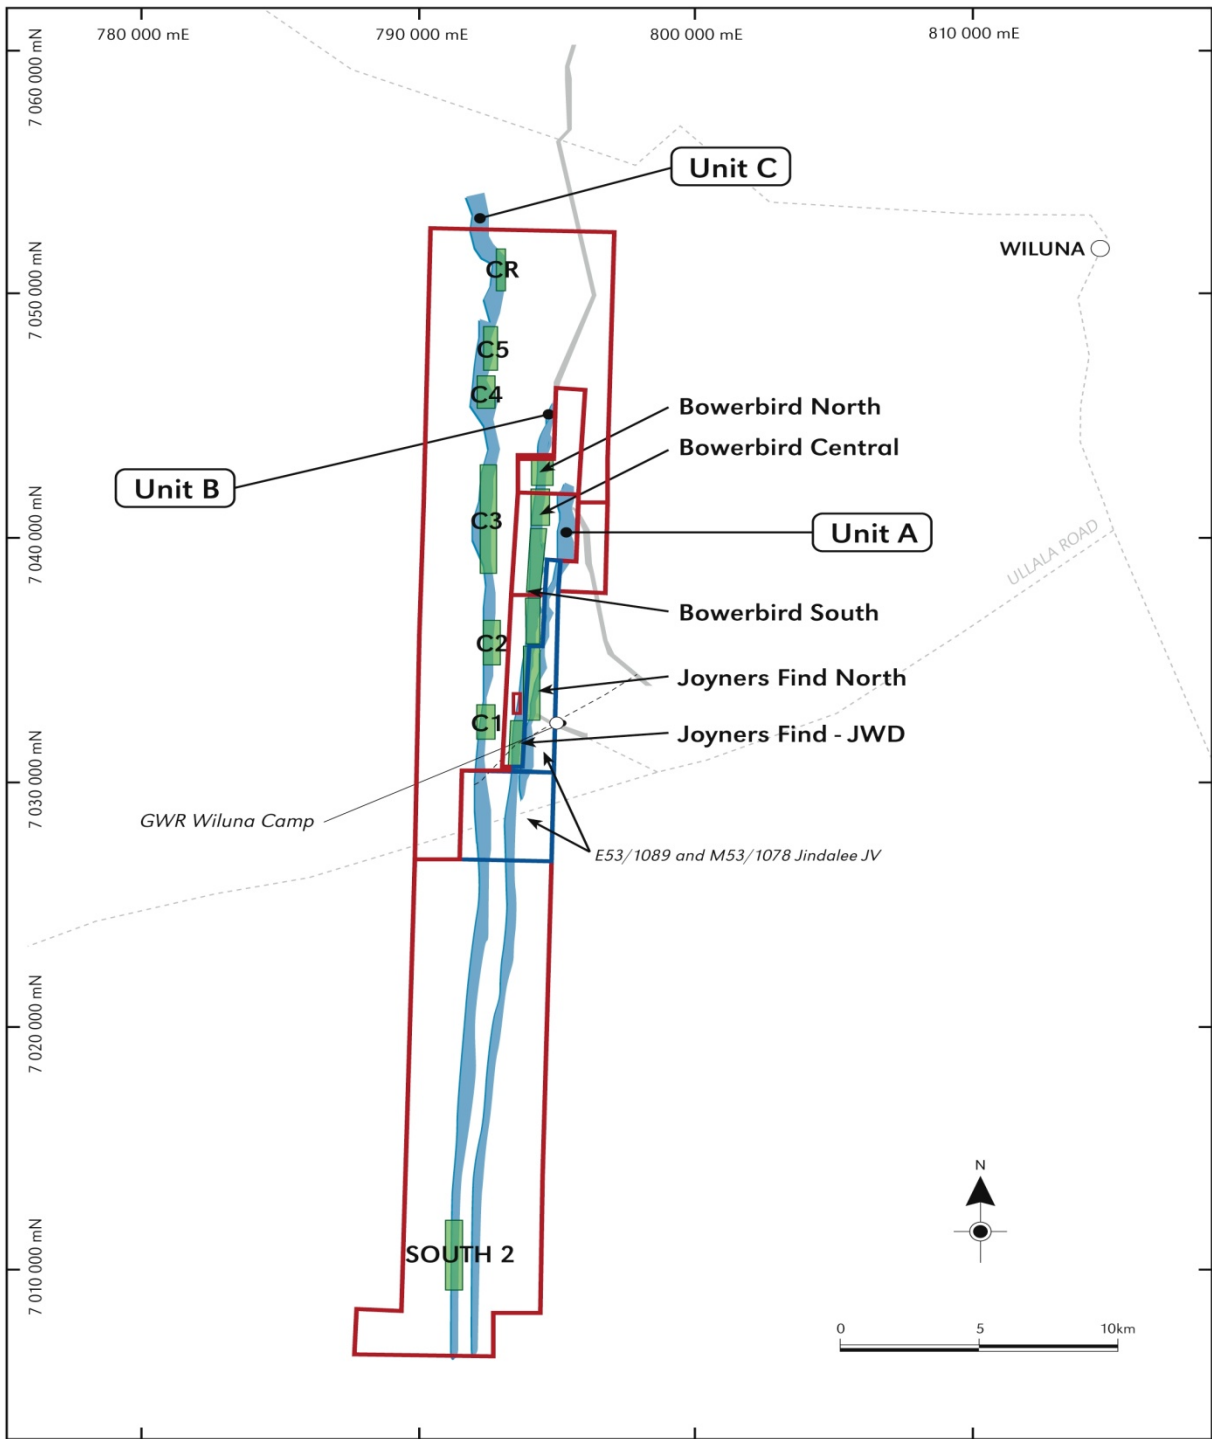 780 000 mE
790 000 mE
800 000 mE
810 000 mE
7 060 000 mN
Unit C
WILUNA
CR
7 050 000 mN
C5
C4
Bowerbird North
Bowerbird Central
Unit B
C3
Unit A
7 040 000 mN
ULLALA ROAD
Bowerbird South
C2
Joyners Find North
C1
Joyners Find - JWD
7 030 000 mN
GWR Wiluna Camp
E53/1089 and M53/1078 Jindalee JV
7 020 000 mN
N
SOUTH 2
7 010 000 mN
0 5 10km